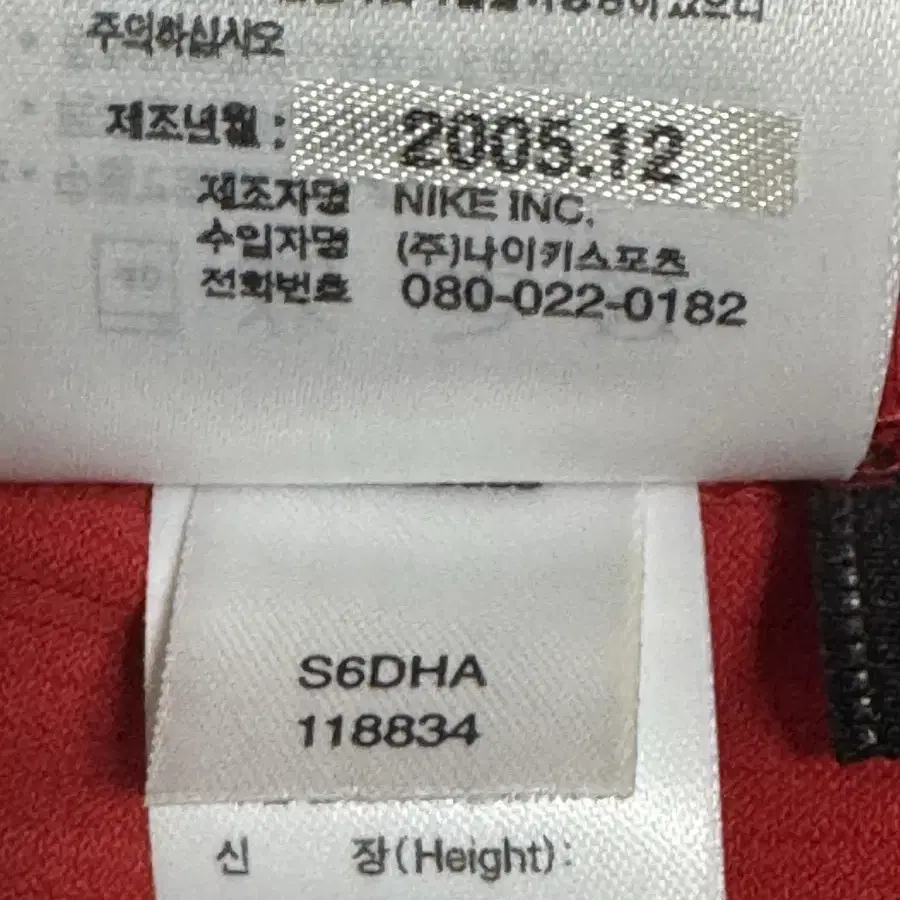 주의하십시오
제조년월 : 2005.12
제조자명 NIKE INC.
수입자명 (주)나이키스포츠
전화번호 080-022-0182
S6DHA
118834
신 장(Height):